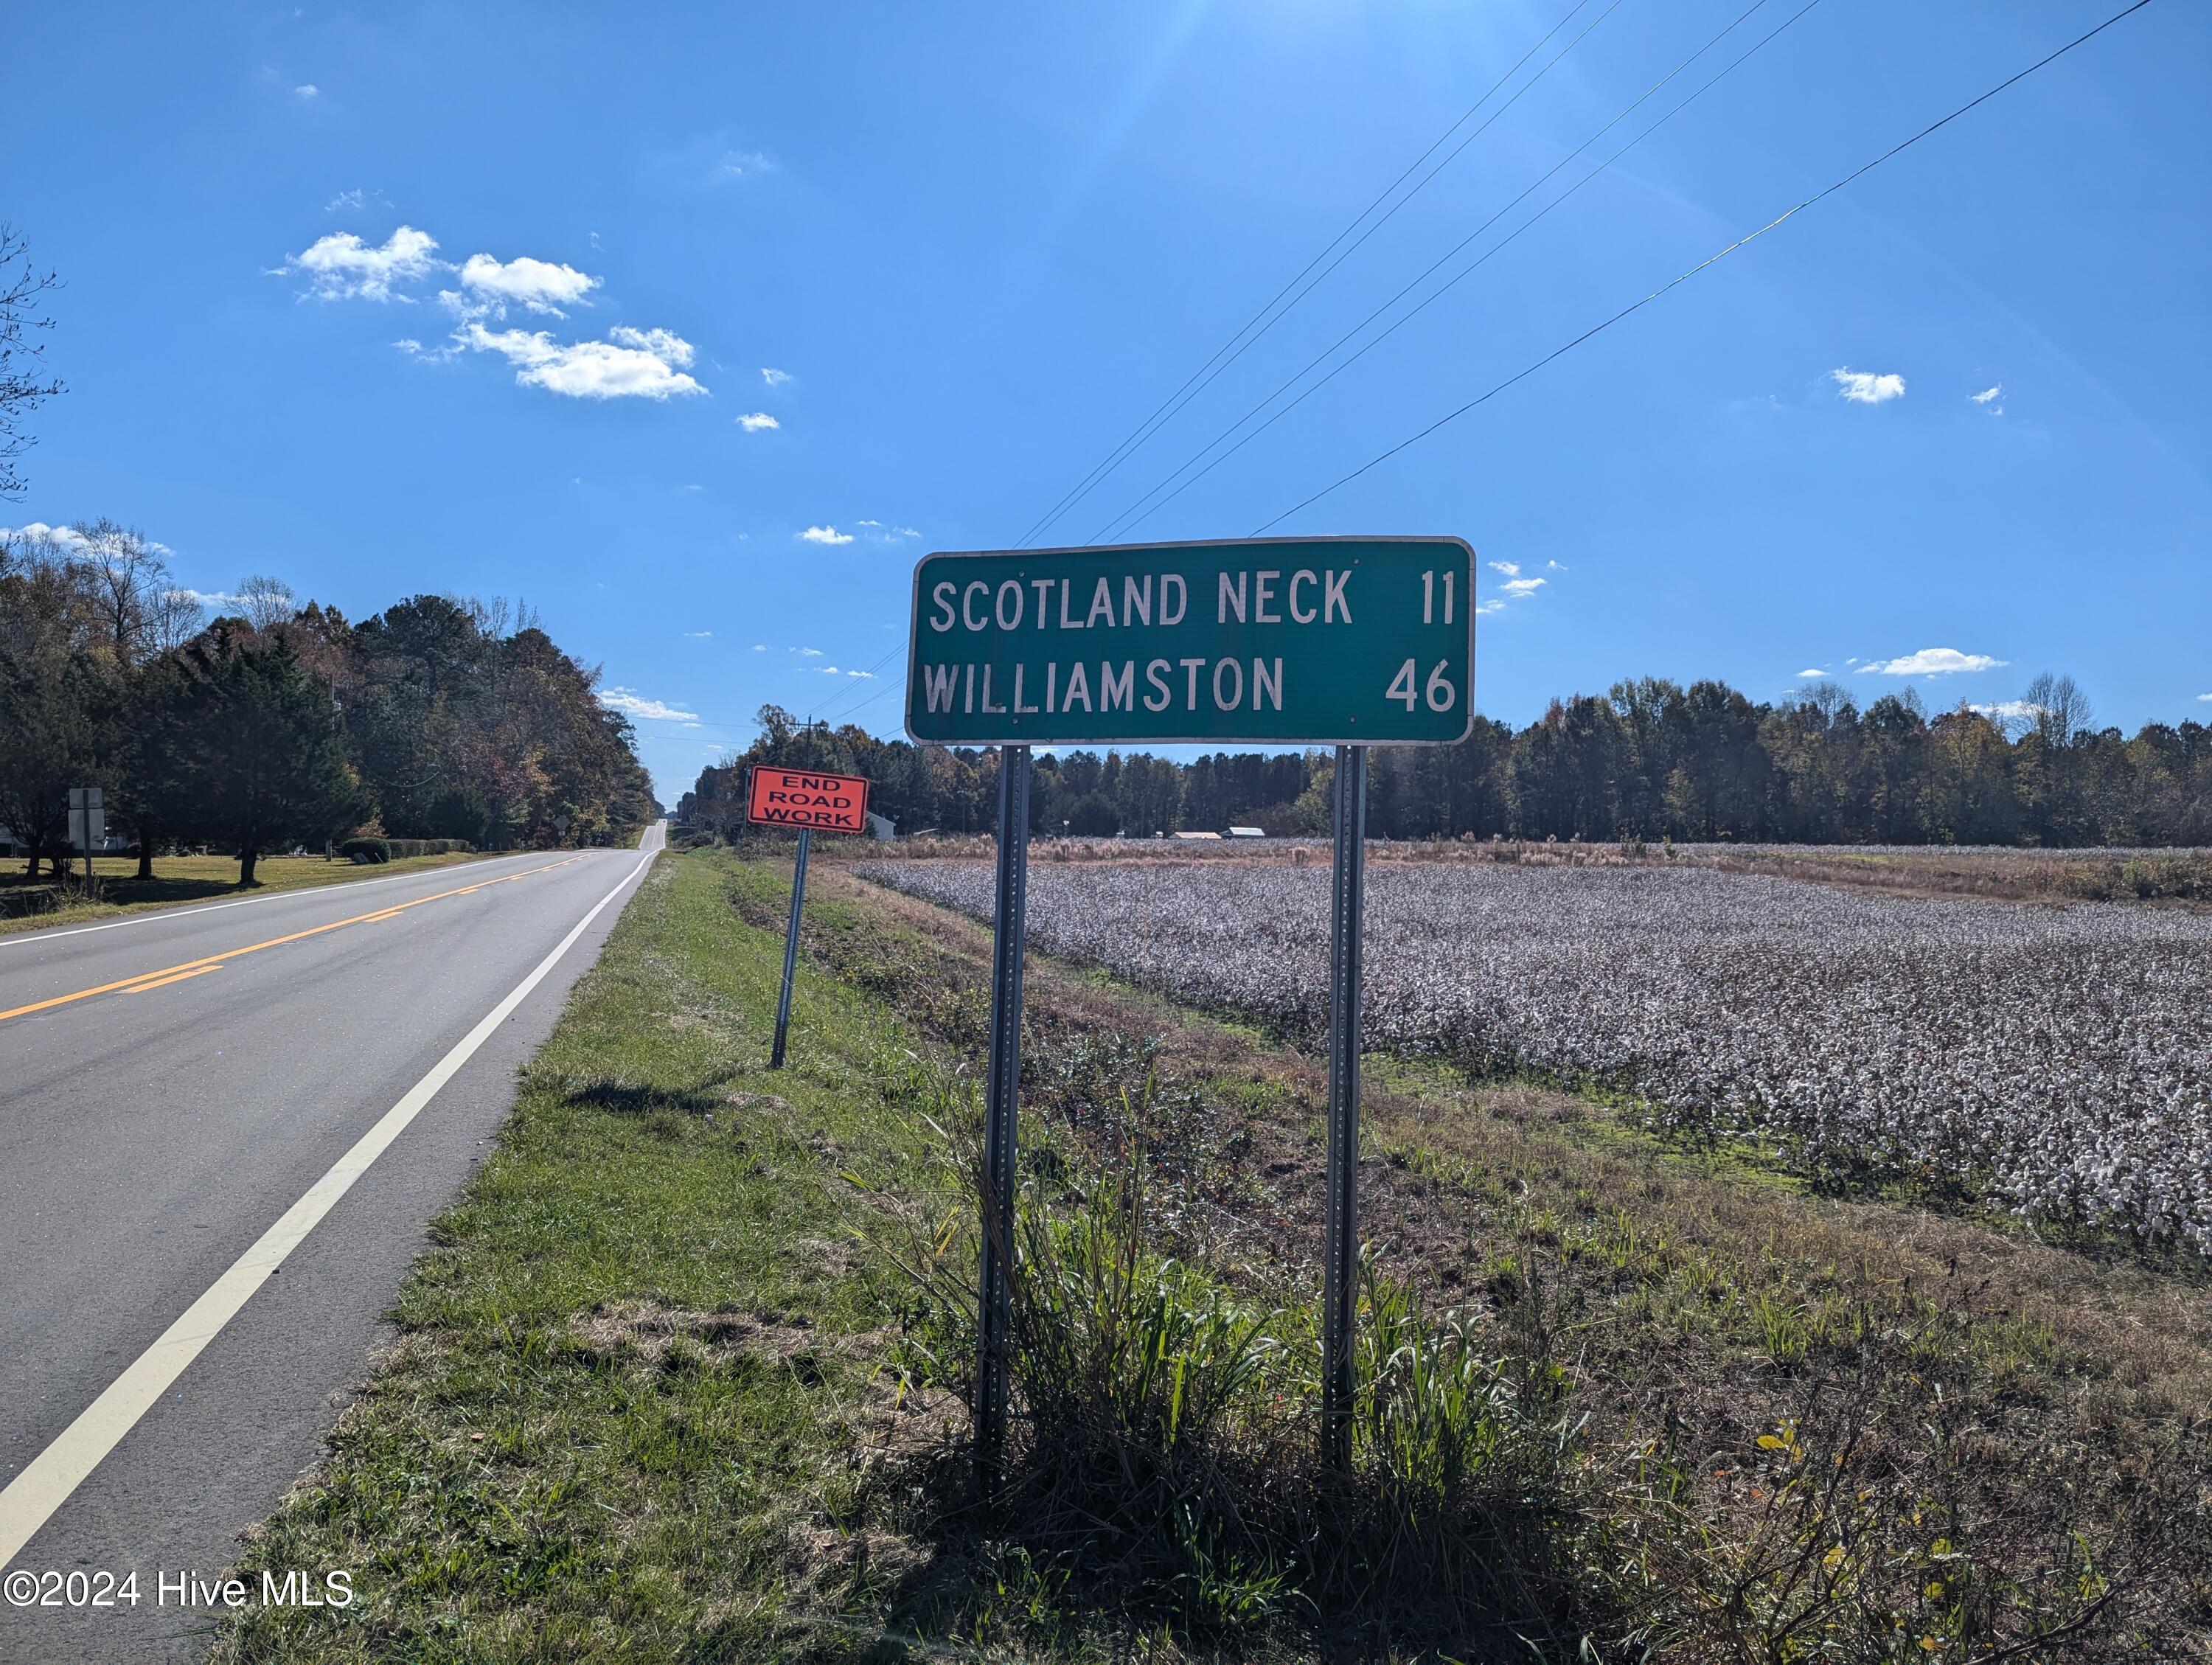 SCOTLAND NECK 11
WILLIAMSTON 46
END
ROAD
WORK
©2024 Hive MLS